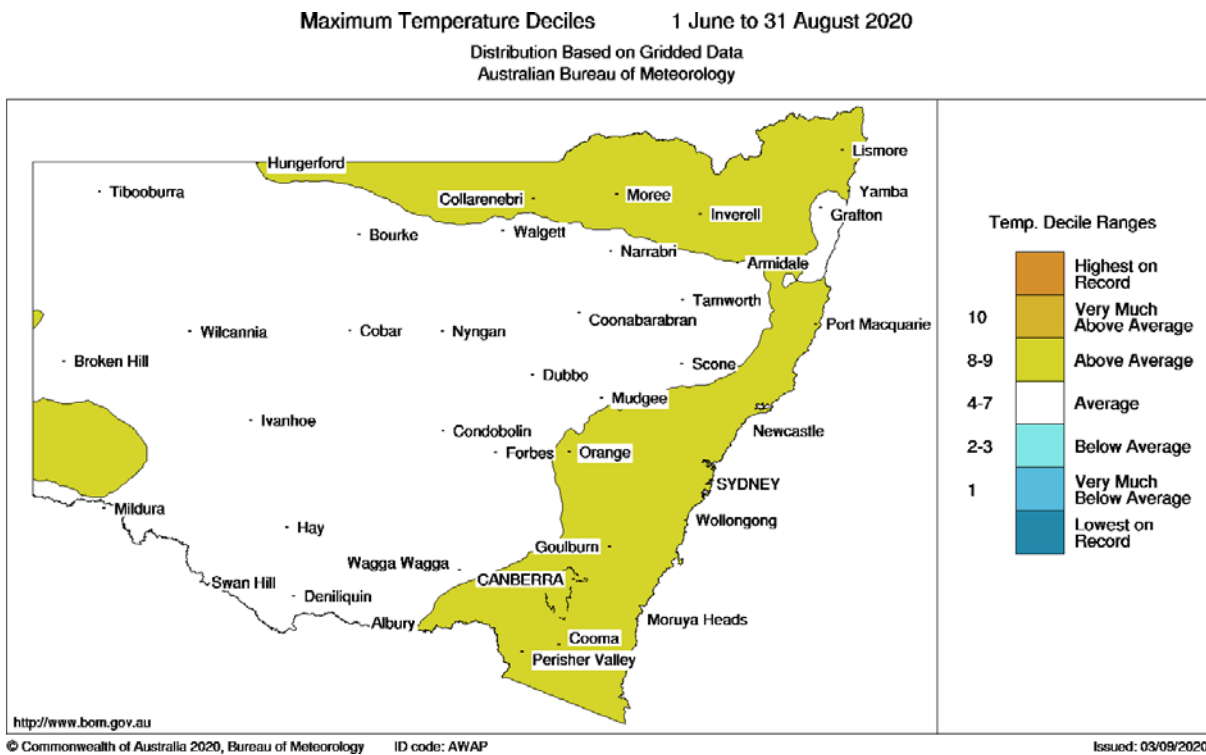 Maximum Temperature Deciles 1 June to 31 August 2020
Distribution Based on Gridded Data
Australian Bureau of Meteorology
Hungerford
Lismore
Tibooburra
Collarenebri
Moree
Yamba
Inverell
Grafton
Bourke
Walgett
Narrabri
Armidale
Tamworth
Coonabarabran
Port Macquarie
Wilcannia
Cobar
Nyngan
Broken Hill
Scone
Dubbo
Mudgee
Ivanhoe
Condobolin
Newcastle
Forbes
Orange
SYDNEY
Mildura
Wollongong
Hay
Goulburn
Wagga Wagga
CANBERRA
Swan Hill
Deniliquin
Albury
Moruya Heads
Cooma
Perisher Valley
Temp. Decile Ranges
Highest on
Record
10 Very Much
Above Average
8-9 Above Average
4-7 Average
2-3 Below Average
1 Very Much
Below Average
Lowest on
Record
http://www.bom.gov.au
© Commonwealth of Australia 2020, Bureau of Meteorology ID code: AWAP Issued: 03/09/2020